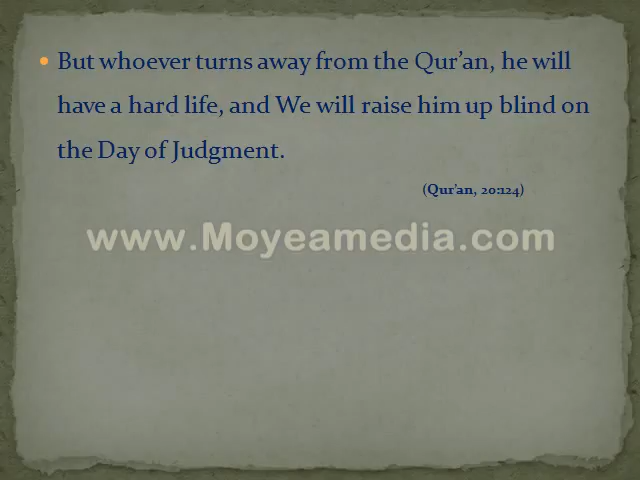 • But whoever turns away from the Qur’an, he will
have a hard life, and We will raise him up blind on
the Day of Judgment.
(Qur’an, 20:124)
www.Moyeamedia.com